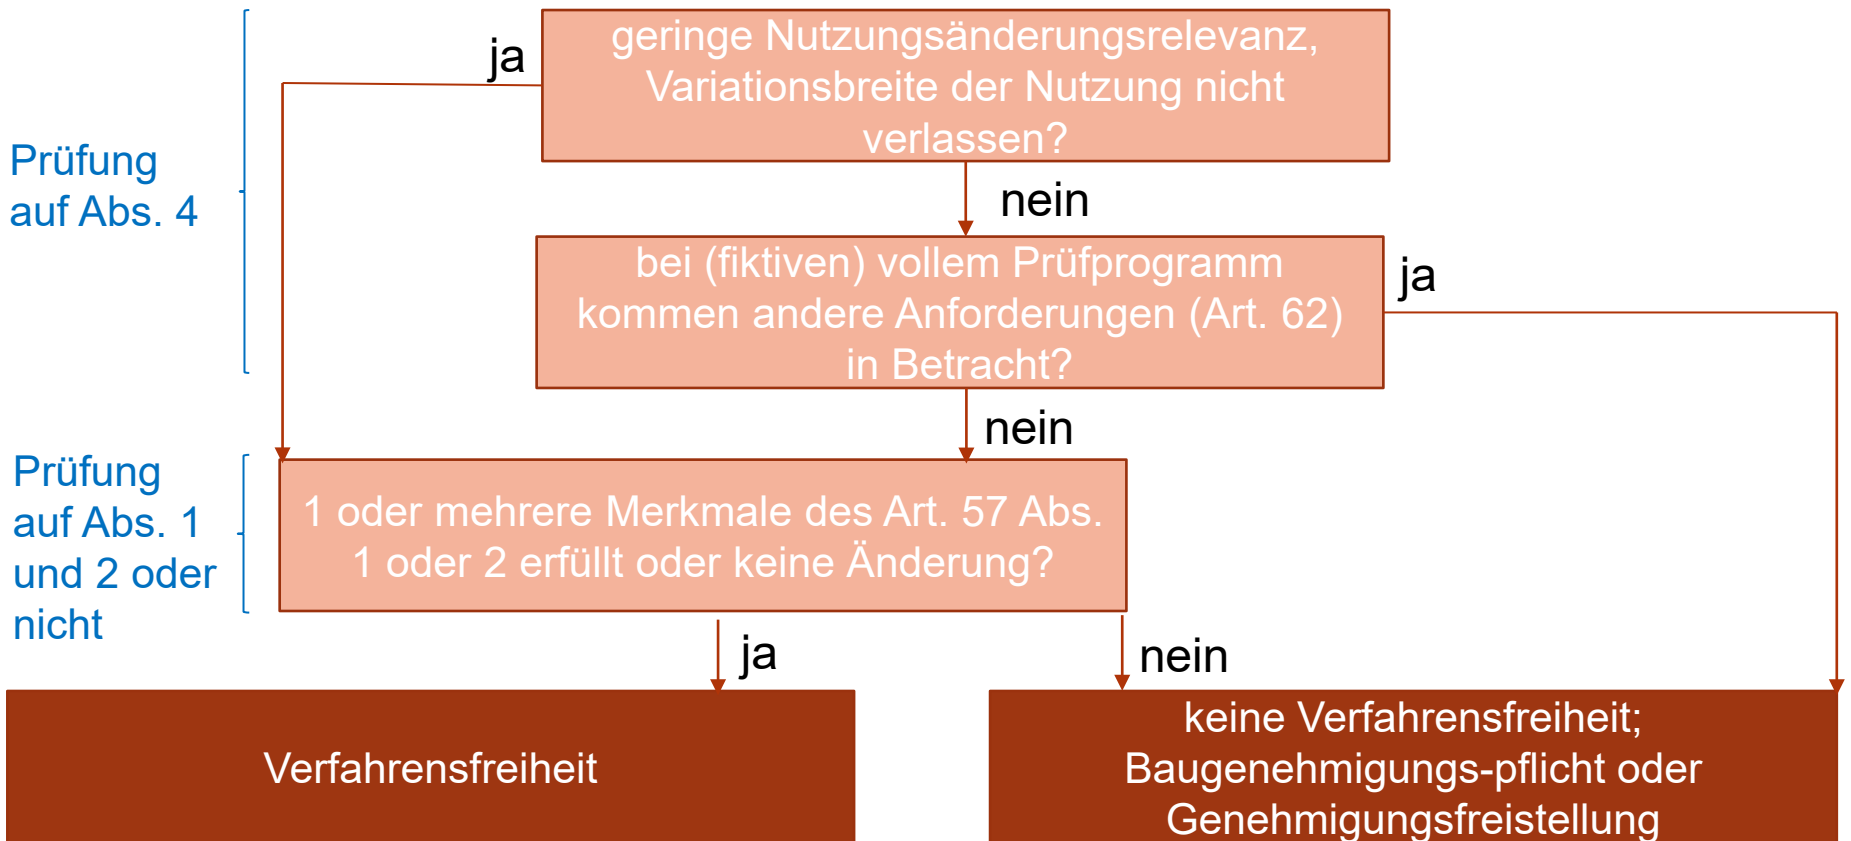 geringe Nutzungsänderungsrelevanz,
Variationsbreite der Nutzung nicht
verlassen?
ja
nein
Prüfung
auf Abs. 4
bei (fiktiven) vollem Prüfprogramm
kommen andere Anforderungen (Art. 62)
in Betracht?
ja
nein
Prüfung
auf Abs. 1
und 2 oder
nicht
1 oder mehrere Merkmale des Art. 57 Abs.
1 oder 2 erfüllt oder keine Änderung?
ja
nein
Verfahrensfreiheit
keine Verfahrensfreiheit;
Baugenehmigungs-pflicht oder
Genehmigungsfreistellung